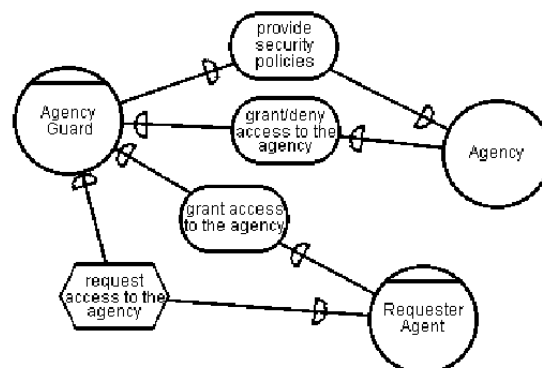 provide
security
policies
Agency
Guard
grant/deny
access to the
agency
Agency
grant access
to the agency
request
access to the
agency
Requester
Agent